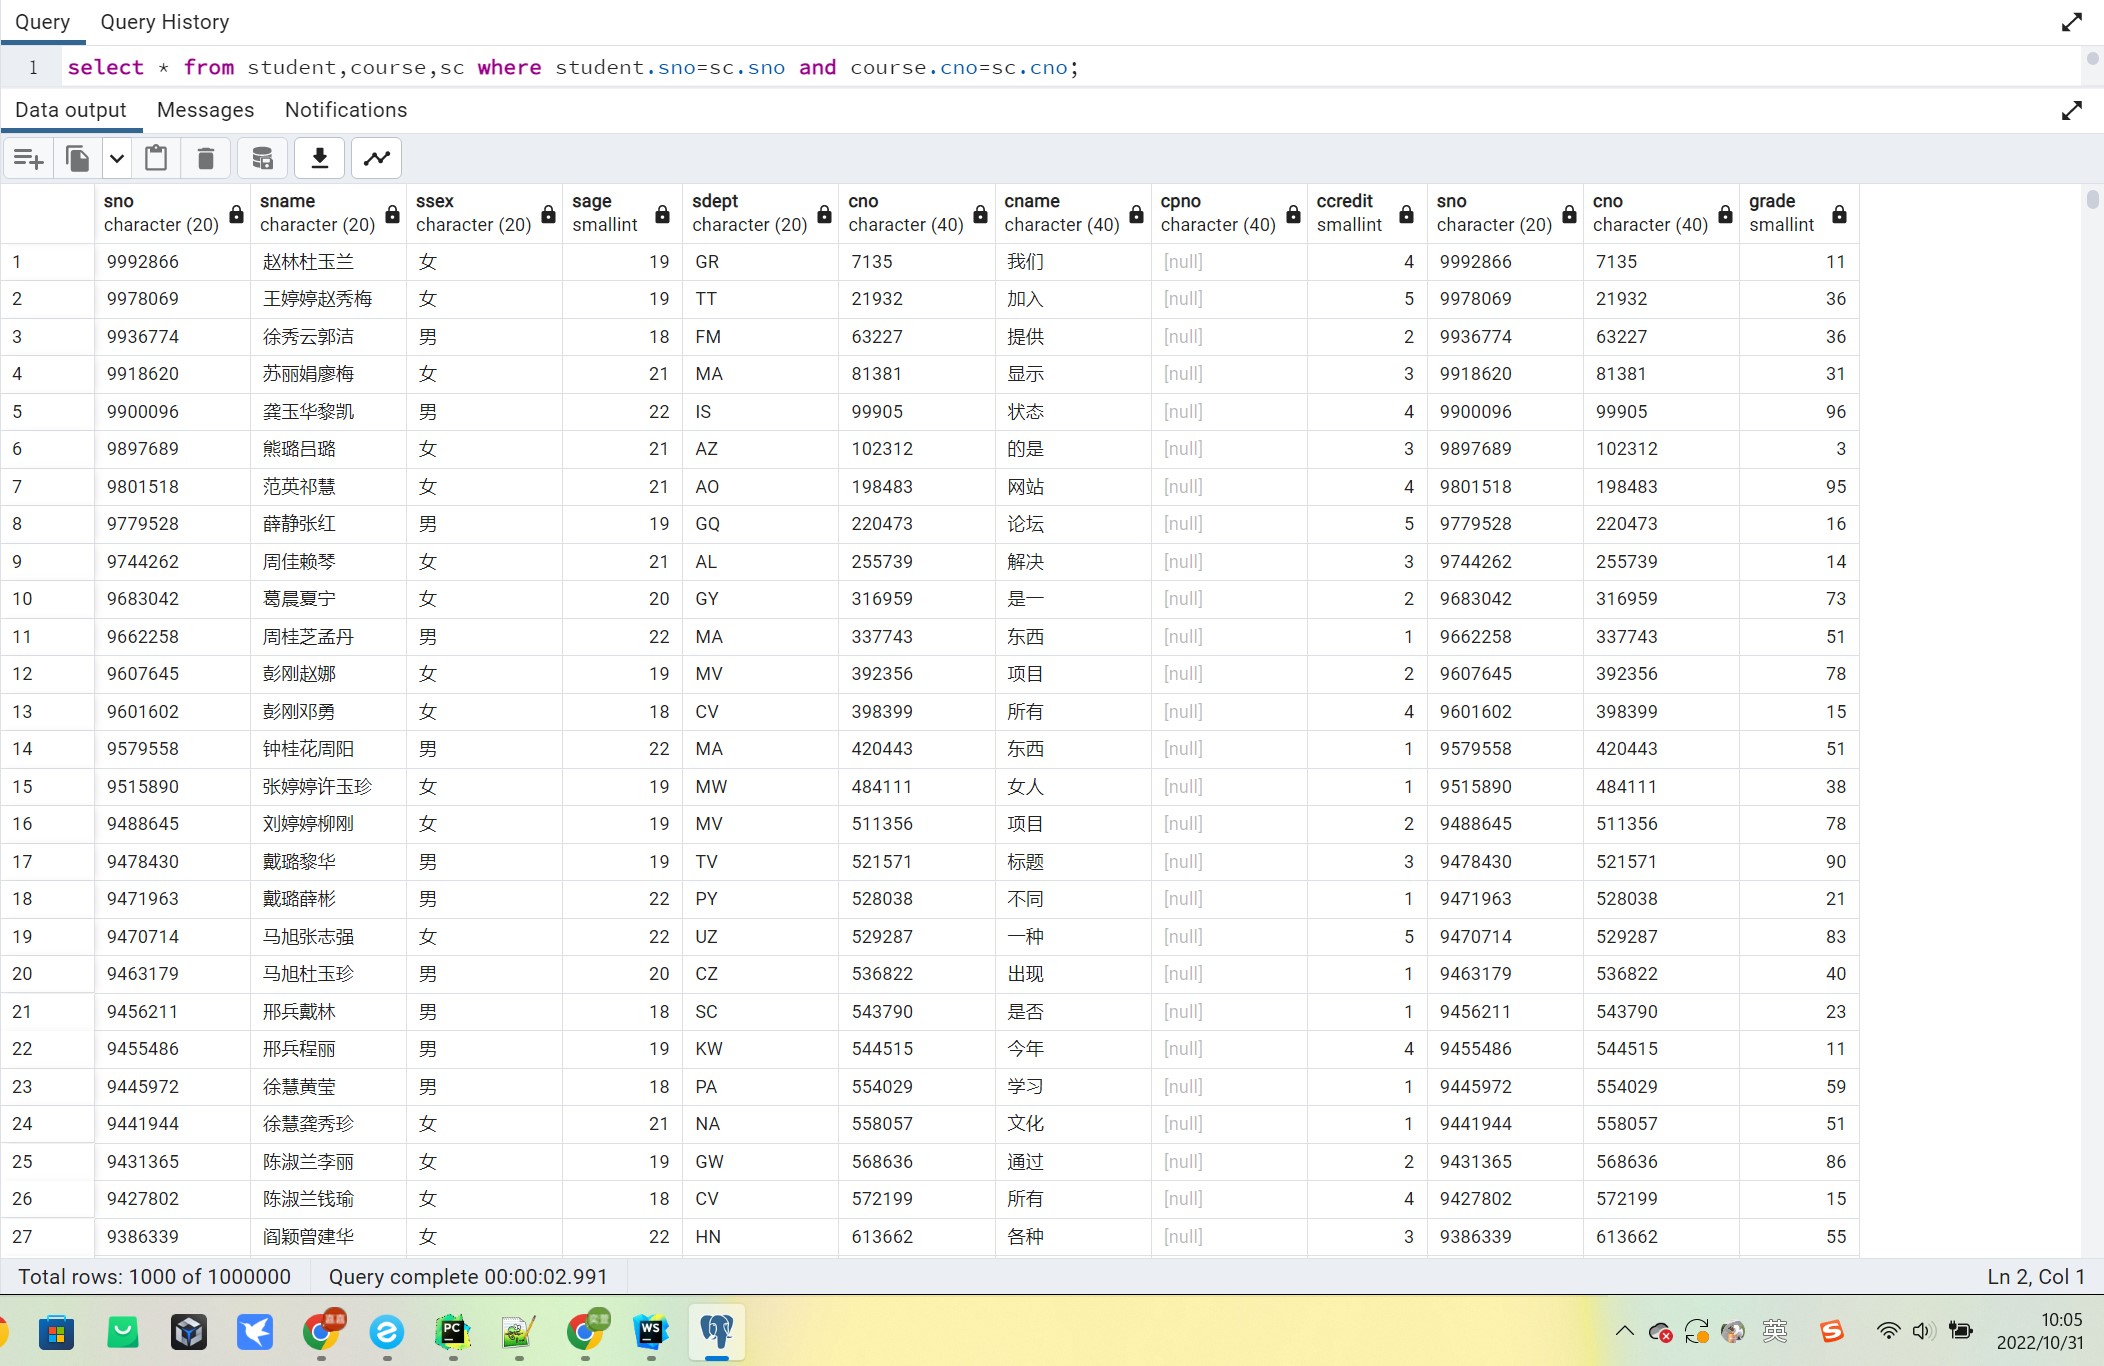 Query Query History
1 select * from student,course,sc where student.sno=sc.sno and course.cno=sc.cno;
Data output Messages Notifications
sno sname ssex sage sdept cno cname cpno ccredit sno cno grade
character (20) character (20) character (20) smallint character (20) character (40) character (40) character (40) smallint character (20) character (40) smallint
1 9992866 赵林杜玉兰 女 19 GR 7135 我们 [null] 4 9992866 7135 11
2 9978069 王婷婷赵秀梅 女 19 TT 21932 加入 [null] 5 9978069 21932 36
3 9936774 徐秀云郭洁 男 18 FM 63227 提供 [null] 2 9936774 63227 36
4 9918620 苏丽娟廖梅 女 21 MA 81381 显示 [null] 3 9918620 81381 31
5 9900096 龚玉华黎凯 男 22 IS 99905 状态 [null] 4 9900096 99905 96
6 9897689 熊璐吕璐 女 21 AZ 102312 的是 [null] 3 9897689 102312 3
7 9801518 范英祁慧 女 21 AO 198483 网站 [null] 4 9801518 198483 95
8 9779528 薛静张红 男 19 GQ 220473 论坛 [null] 5 9779528 220473 16
9 9744262 周佳赖琴 女 21 AL 255739 解决 [null] 3 9744262 255739 14
10 9683042 葛晨夏宁 女 20 GY 316959 是一 [null] 2 9683042 316959 73
11 9662258 周桂芝孟丹 男 22 MA 337743 东西 [null] 1 9662258 337743 51
12 9607645 彭刚赵娜 女 19 MV 392356 项目 [null] 2 9607645 392356 78
13 9601602 彭刚邓勇 女 18 CV 398399 所有 [null] 4 9601602 398399 15
14 9579558 钟桂花周阳 男 22 MA 420443 东西 [null] 1 9579558 420443 51
15 9515890 张婷婷许玉珍 女 19 MW 484111 女人 [null] 1 9515890 484111 38
16 9488645 刘婷婷柳刚 女 19 MV 511356 项目 [null] 2 9488645 511356 78
17 9478430 戴璐黎华 男 19 TV 521571 标题 [null] 3 9478430 521571 90
18 9471963 戴璐薛彬 男 22 PY 528038 不同 [null] 1 9471963 528038 21
19 9470714 马旭张志强 女 22 UZ 529287 一种 [null] 5 9470714 529287 83
20 9463179 马旭杜玉珍 男 20 CZ 536822 出现 [null] 1 9463179 536822 40
21 9456211 邢兵戴林 男 18 SC 543790 是否 [null] 1 9456211 543790 23
22 9455486 邢兵程丽 男 19 KW 544515 今年 [null] 4 9455486 544515 11
23 9445972 徐慧黄莹 男 18 PA 554029 学习 [null] 1 9445972 554029 59
24 9441944 徐慧龚秀珍 女 21 NA 558057 文化 [null] 1 9441944 558057 51
25 9431365 陈淑兰李丽 女 19 GW 568636 通过 [null] 2 9431365 568636 86
26 9427802 陈淑兰钱瑜 女 18 CV 572199 所有 [null] 4 9427802 572199 15
27 9386339 阎颖曾建华 女 22 HN 613662 各种 [null] 3 9386339 613662 55
Total rows: 1000 of 1000000 Query complete 00:00:02.991 Ln 2, Col 1
PC WS 英 10:05
2022/10/31